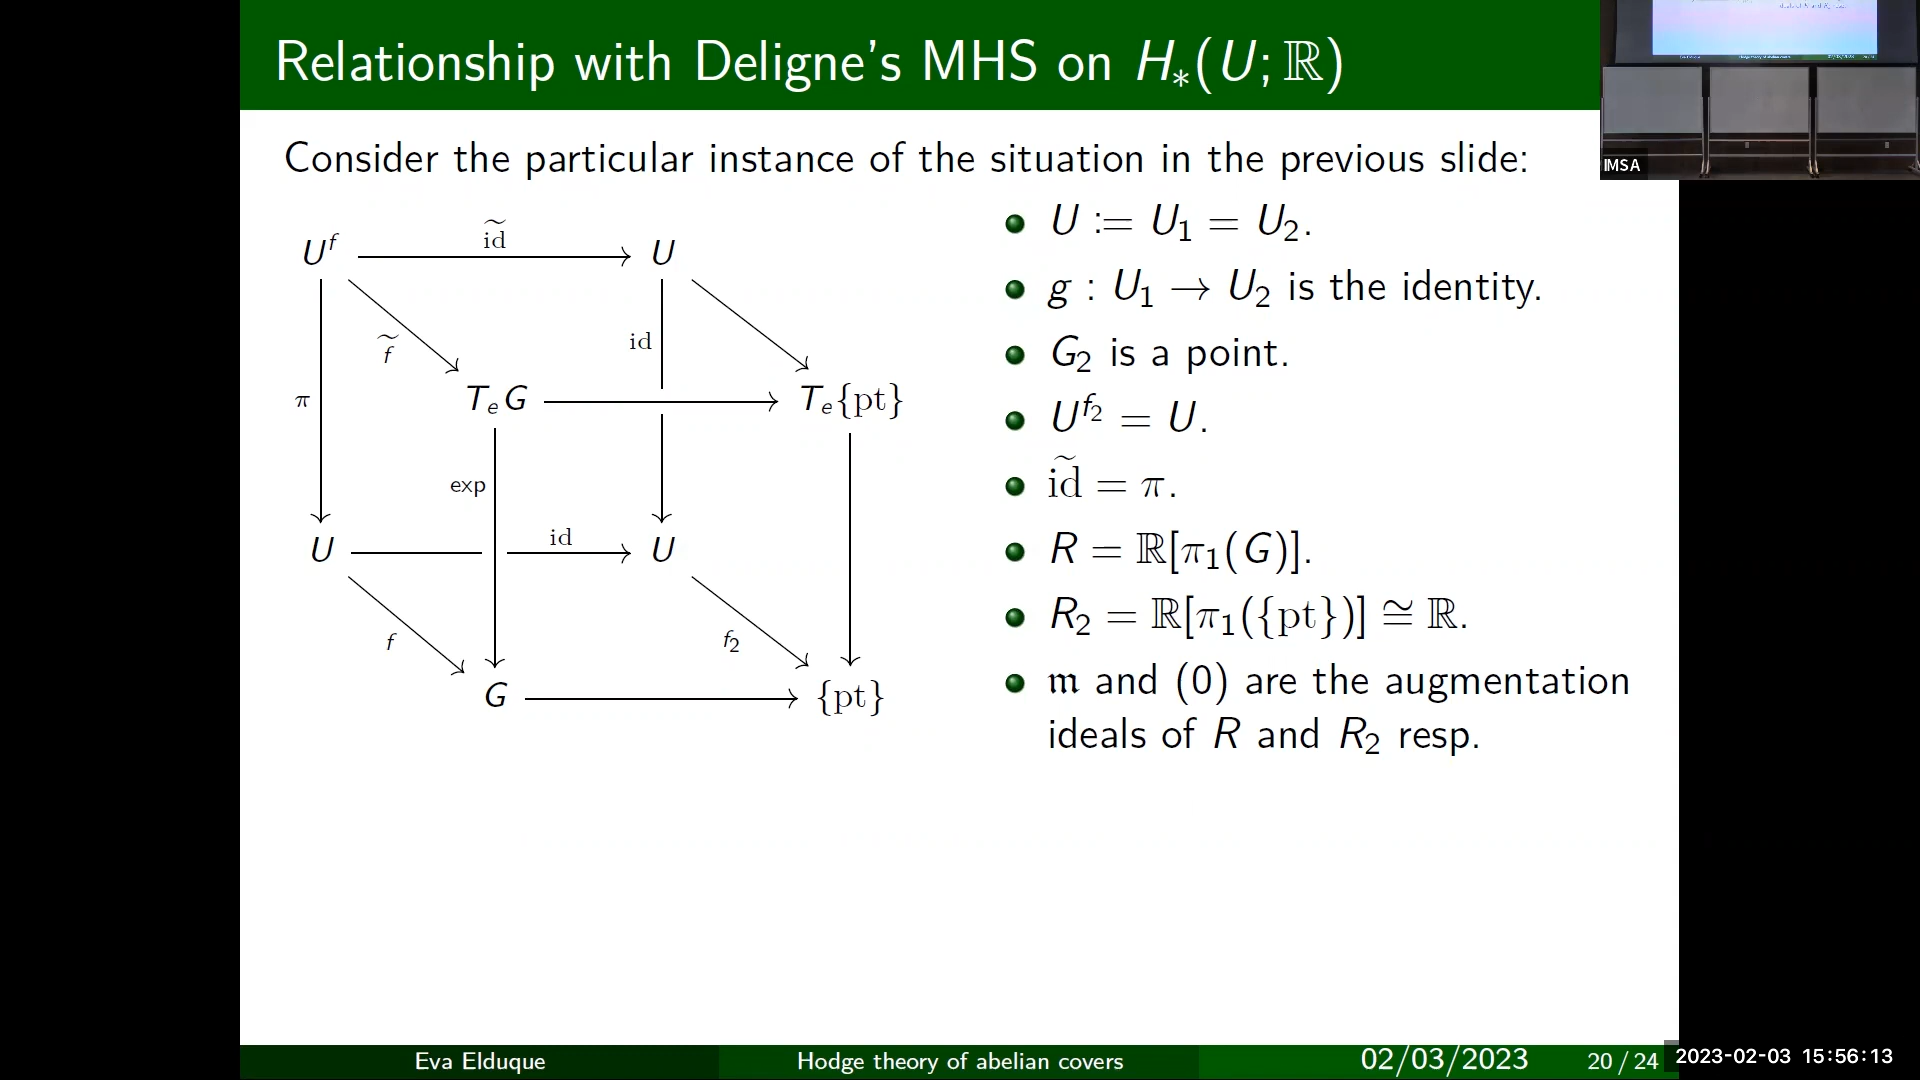 Relationship with Deligne's MHS on H_*(U; ℝ)
IMSA
Consider the particular instance of the situation in the previous slide:
U^f
i͠d
U
id
f̃
π
T_eG
T_e{pt}
exp
U
id
U
f
f_2
G
{pt}
U := U_1 = U_2.
g : U_1 → U_2 is the identity.
G_2 is a point.
U^{f_2} = U.
i͠d = π.
R = ℝ[π_1(G)].
R_2 = ℝ[π_1({pt})] ≅ ℝ.
𝔪 and (0) are the augmentation
ideals of R and R_2 resp.
Eva Elduque
Hodge theory of abelian covers
02/03/2023
20 / 24
2023-02-03 15:56:13